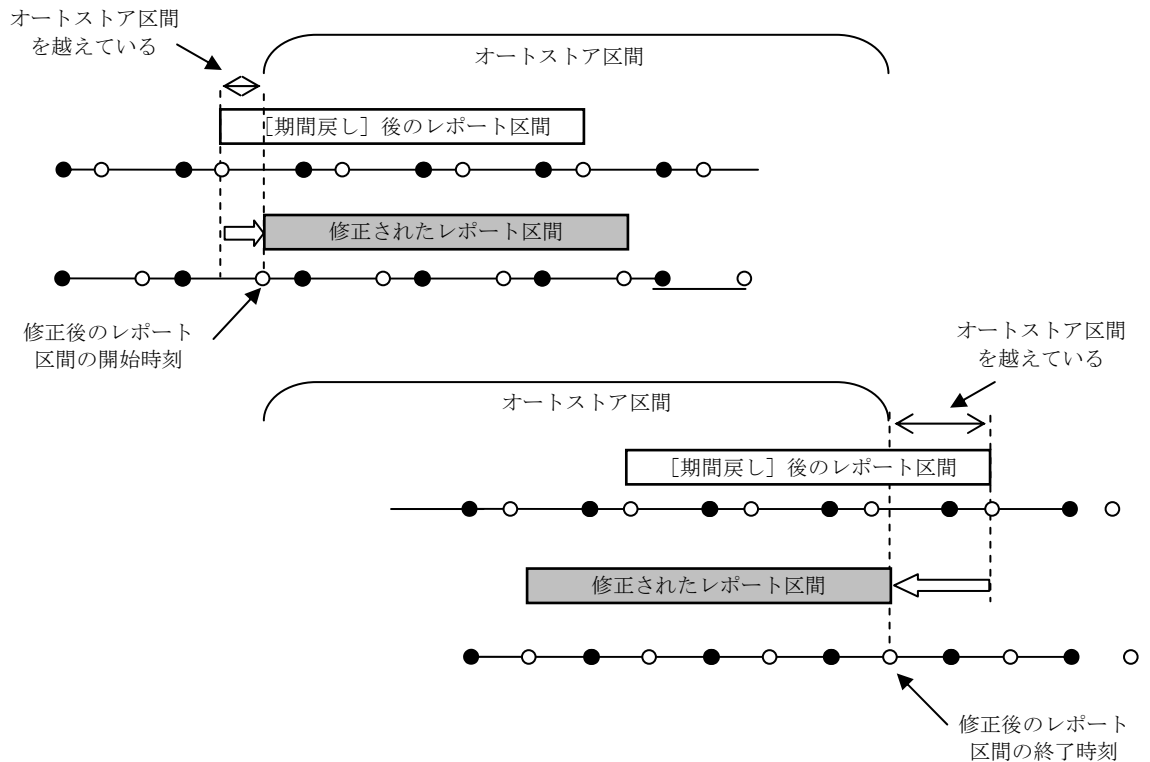 オートストア区間
を越えている
オートストア区間
［期間戻し］後のレポート区間
修正されたレポート区間
修正後のレポート
区間の開始時刻
オートストア区間
を越えている
オートストア区間
［期間戻し］後のレポート区間
修正されたレポート区間
修正後のレポート
区間の終了時刻